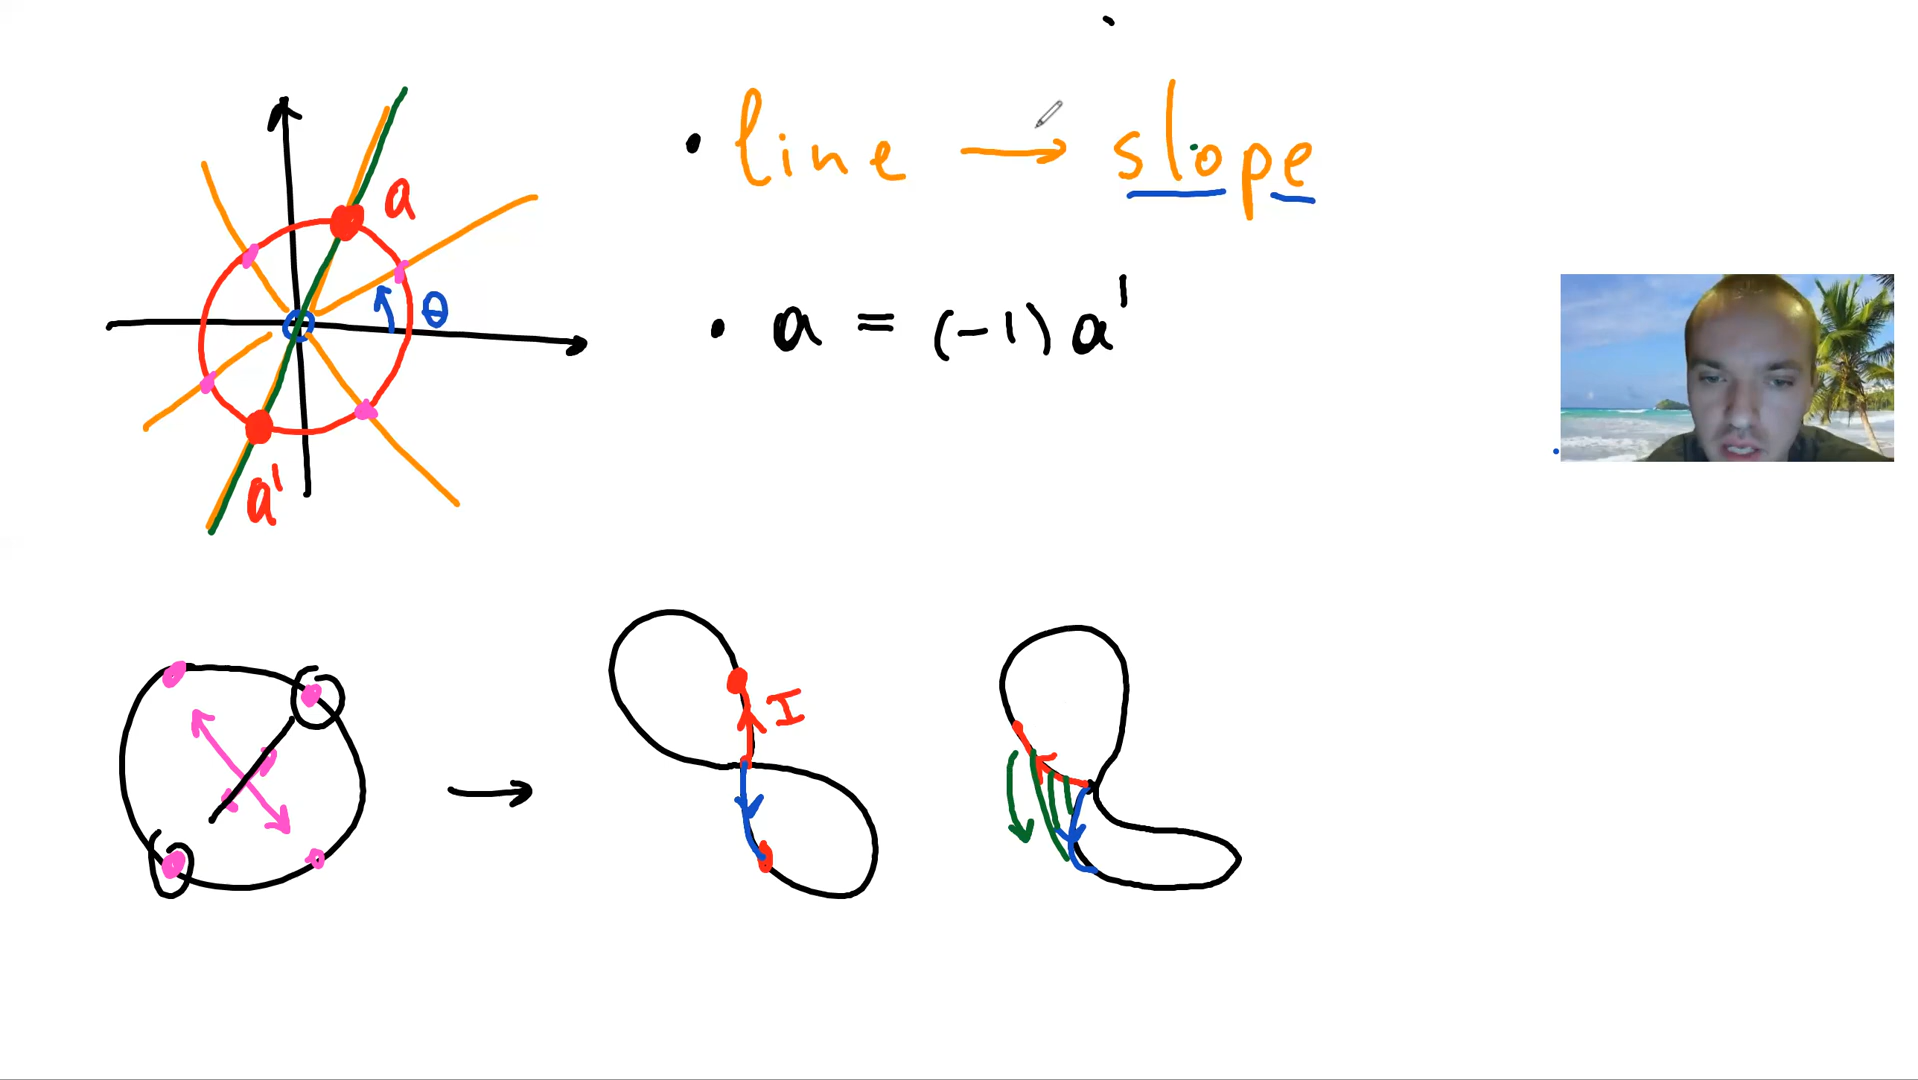 • line → slope
a
θ
• a = (-1) a'
a'
I